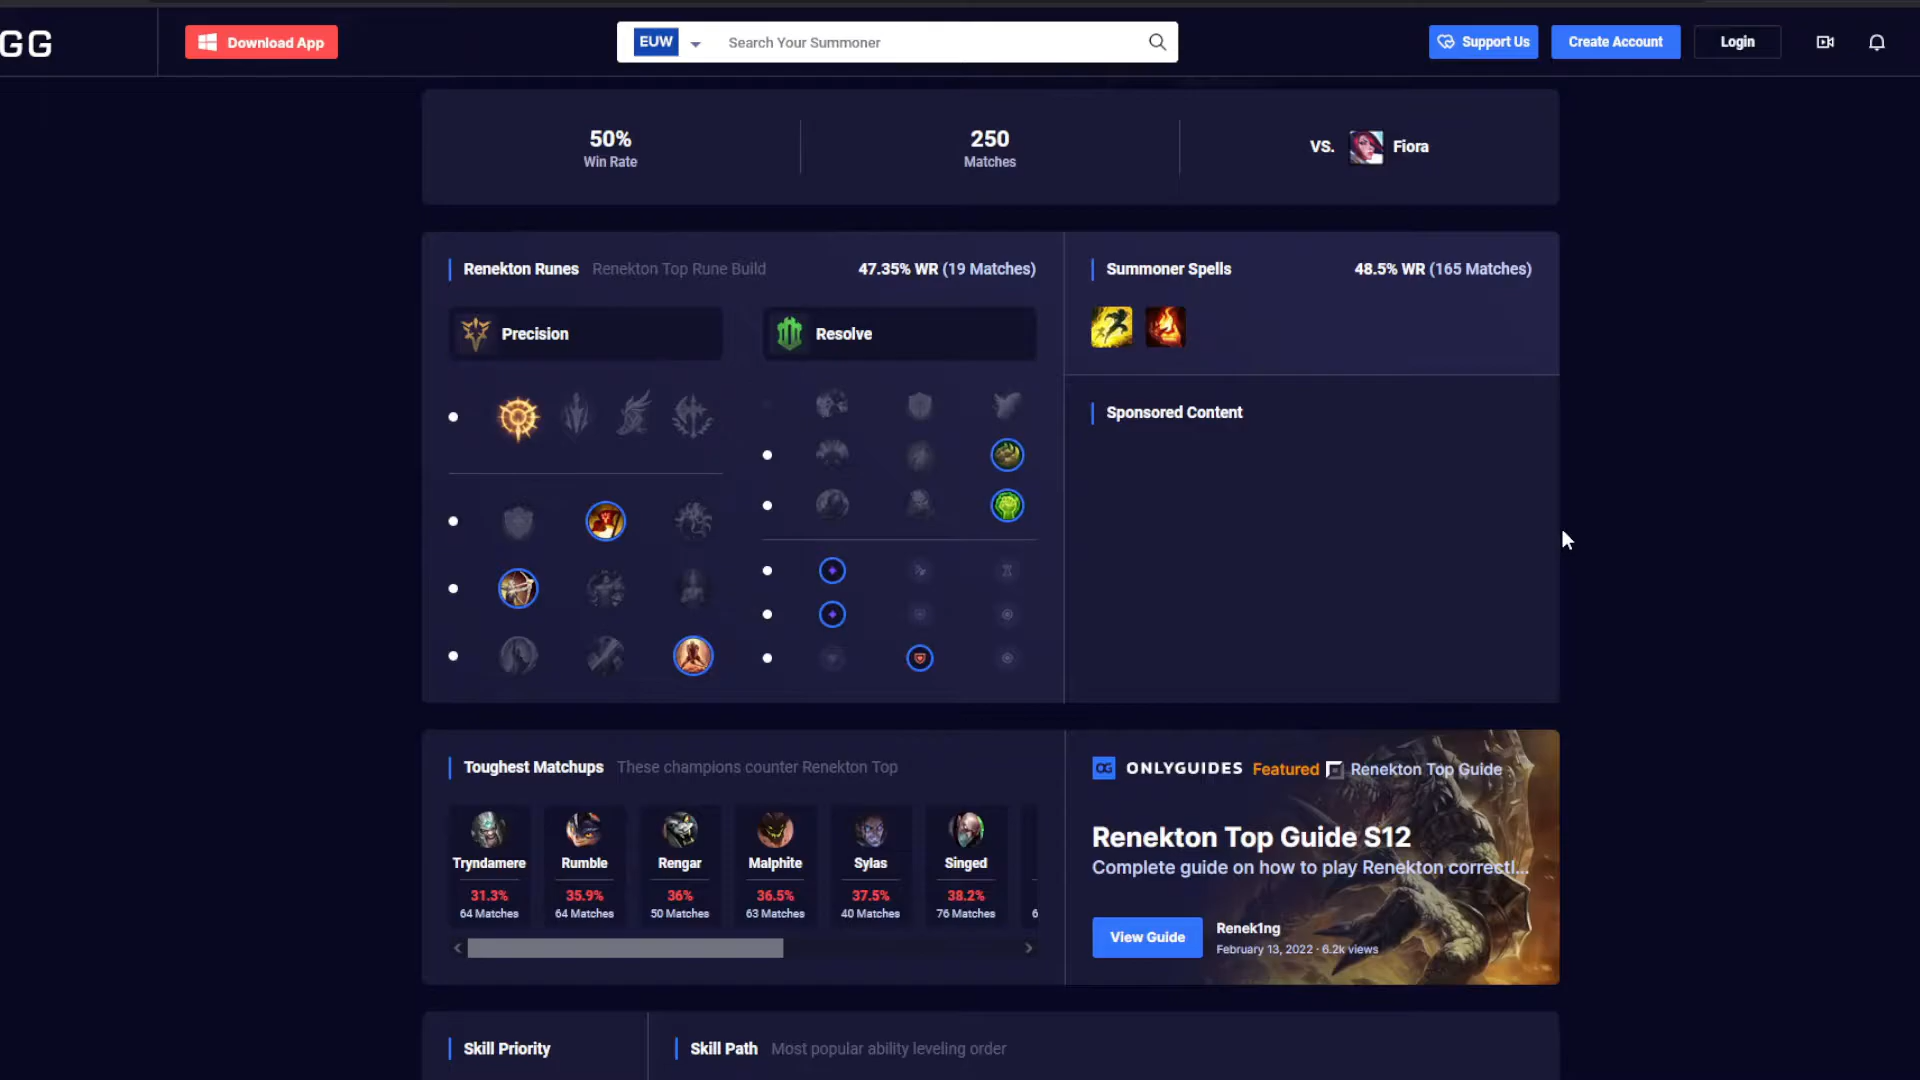 GG
Download App
EUW
Search Your Summoner
Support Us
Create Account
Login
50%
Win Rate
250
Matches
VS.
Fiora
Renekton Runes
Renekton Top Rune Build
47.35% WR (19 Matches)
Summoner Spells
48.5% WR (165 Matches)
Precision
Resolve
Sponsored Content
Toughest Matchups
These champions counter Renekton Top
Tryndamere
31.3%
64 Matches
Rumble
35.9%
64 Matches
Rengar
36%
50 Matches
Malphite
36.5%
63 Matches
Sylas
37.5%
40 Matches
Singed
38.2%
76 Matches
6
OG ONLYGUIDES Featured Renekton Top Guide
Renekton Top Guide S12
Complete guide on how to play Renekton correctl...
View Guide
Renek1ng
February 13, 2022 · 6.2k views
Skill Priority
Skill Path
Most popular ability leveling order